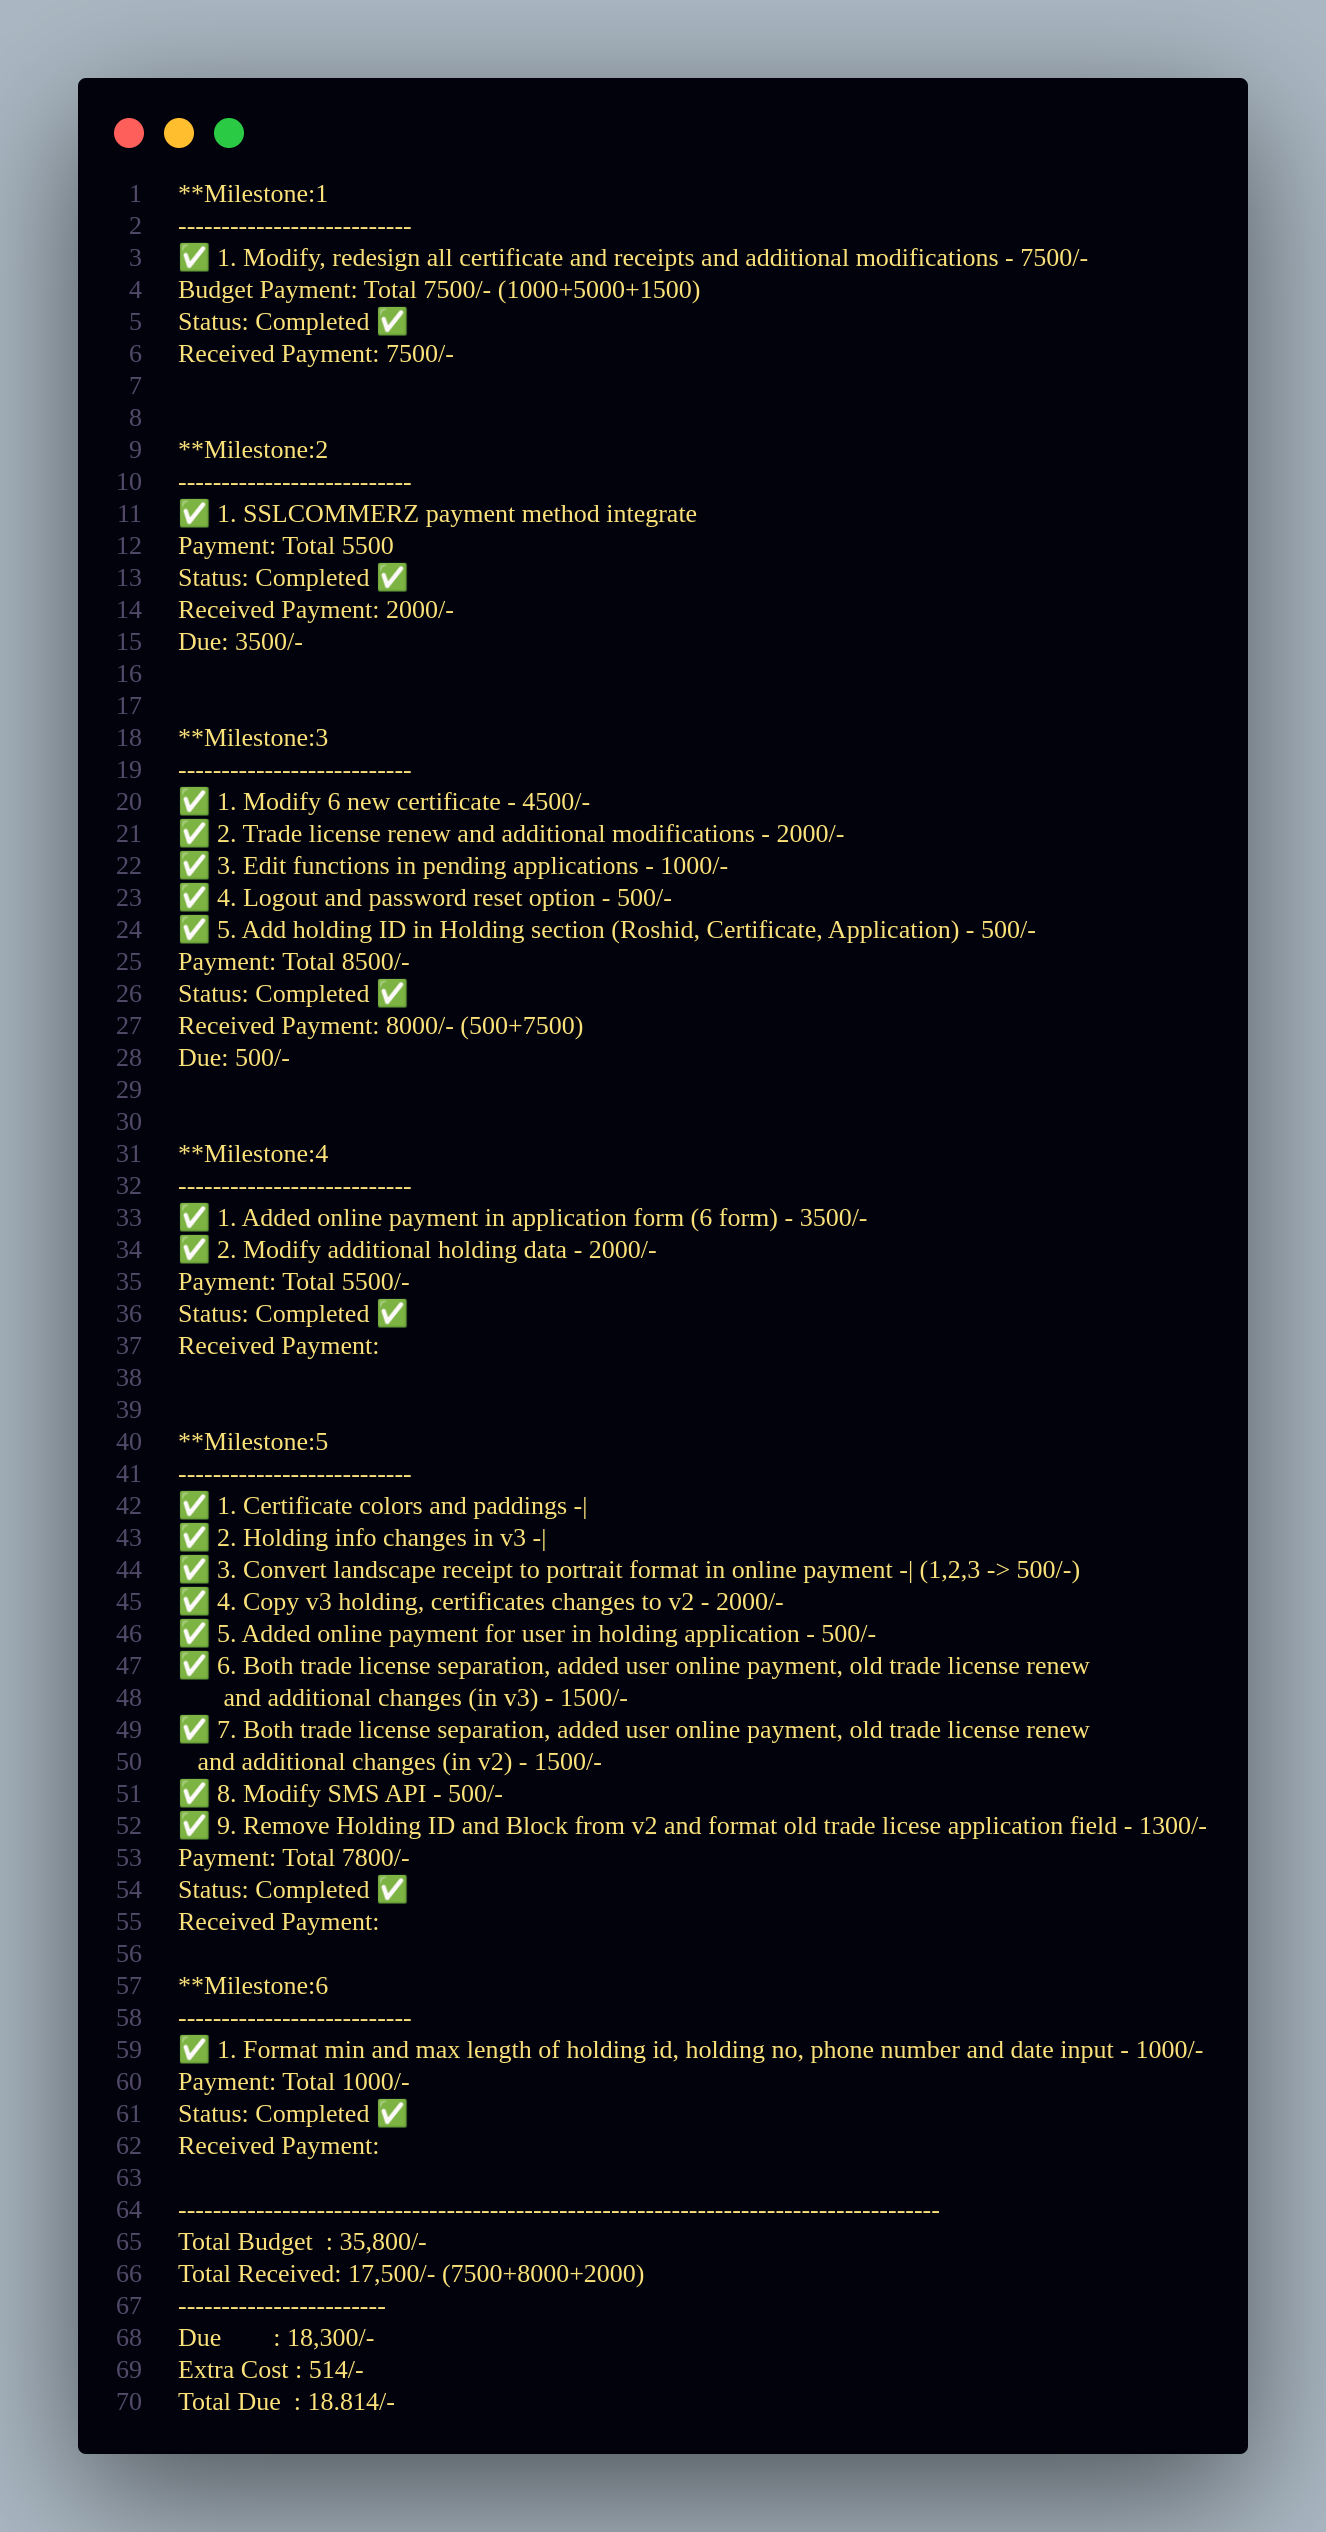 1 **Milestone:1
2 ---------------------------
3 ✅ 1. Modify, redesign all certificate and receipts and additional modifications - 7500/-
4 Budget Payment: Total 7500/- (1000+5000+1500)
5 Status: Completed ✅
6 Received Payment: 7500/-
7
8
9 **Milestone:2
10 ---------------------------
11 ✅ 1. SSLCOMMERZ payment method integrate
12 Payment: Total 5500
13 Status: Completed ✅
14 Received Payment: 2000/-
15 Due: 3500/-
16
17
18 **Milestone:3
19 ---------------------------
20 ✅ 1. Modify 6 new certificate - 4500/-
21 ✅ 2. Trade license renew and additional modifications - 2000/-
22 ✅ 3. Edit functions in pending applications - 1000/-
23 ✅ 4. Logout and password reset option - 500/-
24 ✅ 5. Add holding ID in Holding section (Roshid, Certificate, Application) - 500/-
25 Payment: Total 8500/-
26 Status: Completed ✅
27 Received Payment: 8000/- (500+7500)
28 Due: 500/-
29
30
31 **Milestone:4
32 ---------------------------
33 ✅ 1. Added online payment in application form (6 form) - 3500/-
34 ✅ 2. Modify additional holding data - 2000/-
35 Payment: Total 5500/-
36 Status: Completed ✅
37 Received Payment:
38
39
40 **Milestone:5
41 ---------------------------
42 ✅ 1. Certificate colors and paddings -|
43 ✅ 2. Holding info changes in v3 -|
44 ✅ 3. Convert landscape receipt to portrait format in online payment -| (1,2,3 -> 500/-)
45 ✅ 4. Copy v3 holding, certificates changes to v2 - 2000/-
46 ✅ 5. Added online payment for user in holding application - 500/-
47 ✅ 6. Both trade license separation, added user online payment, old trade license renew
48 and additional changes (in v3) - 1500/-
49 ✅ 7. Both trade license separation, added user online payment, old trade license renew
50 and additional changes (in v2) - 1500/-
51 ✅ 8. Modify SMS API - 500/-
52 ✅ 9. Remove Holding ID and Block from v2 and format old trade licese application field - 1300/-
53 Payment: Total 7800/-
54 Status: Completed ✅
55 Received Payment:
56
57 **Milestone:6
58 ---------------------------
59 ✅ 1. Format min and max length of holding id, holding no, phone number and date input - 1000/-
60 Payment: Total 1000/-
61 Status: Completed ✅
62 Received Payment:
63
64 ----------------------------------------------------------------------------------------
65 Total Budget : 35,800/-
66 Total Received: 17,500/- (7500+8000+2000)
67 ------------------------
68 Due : 18,300/-
69 Extra Cost : 514/-
70 Total Due : 18.814/-